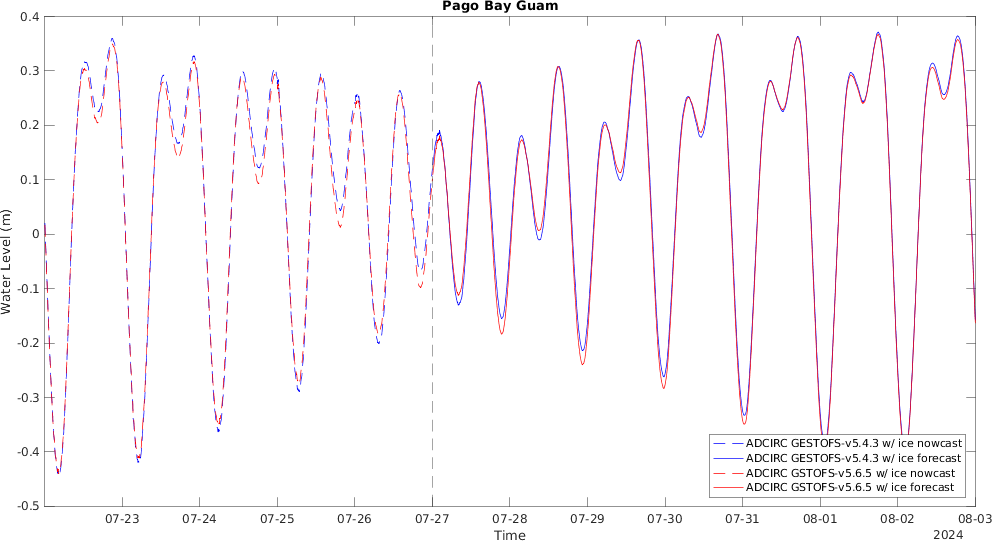 Pago Bay Guam
0.4
0.3
0.2
0.1
0
-0.1
-0.2
-0.3
-0.4
-0.5
Water Level (m)
ADCIRC GESTOFS-v5.4.3 w/ ice nowcast
ADCIRC GESTOFS-v5.4.3 w/ ice forecast
ADCIRC GSTOFS-v5.6.5 w/ ice nowcast
ADCIRC GSTOFS-v5.6.5 w/ ice forecast
07-23 07-24 07-25 07-26 07-27 07-28 07-29 07-30 07-31 08-01 08-02 08-03
Time
2024